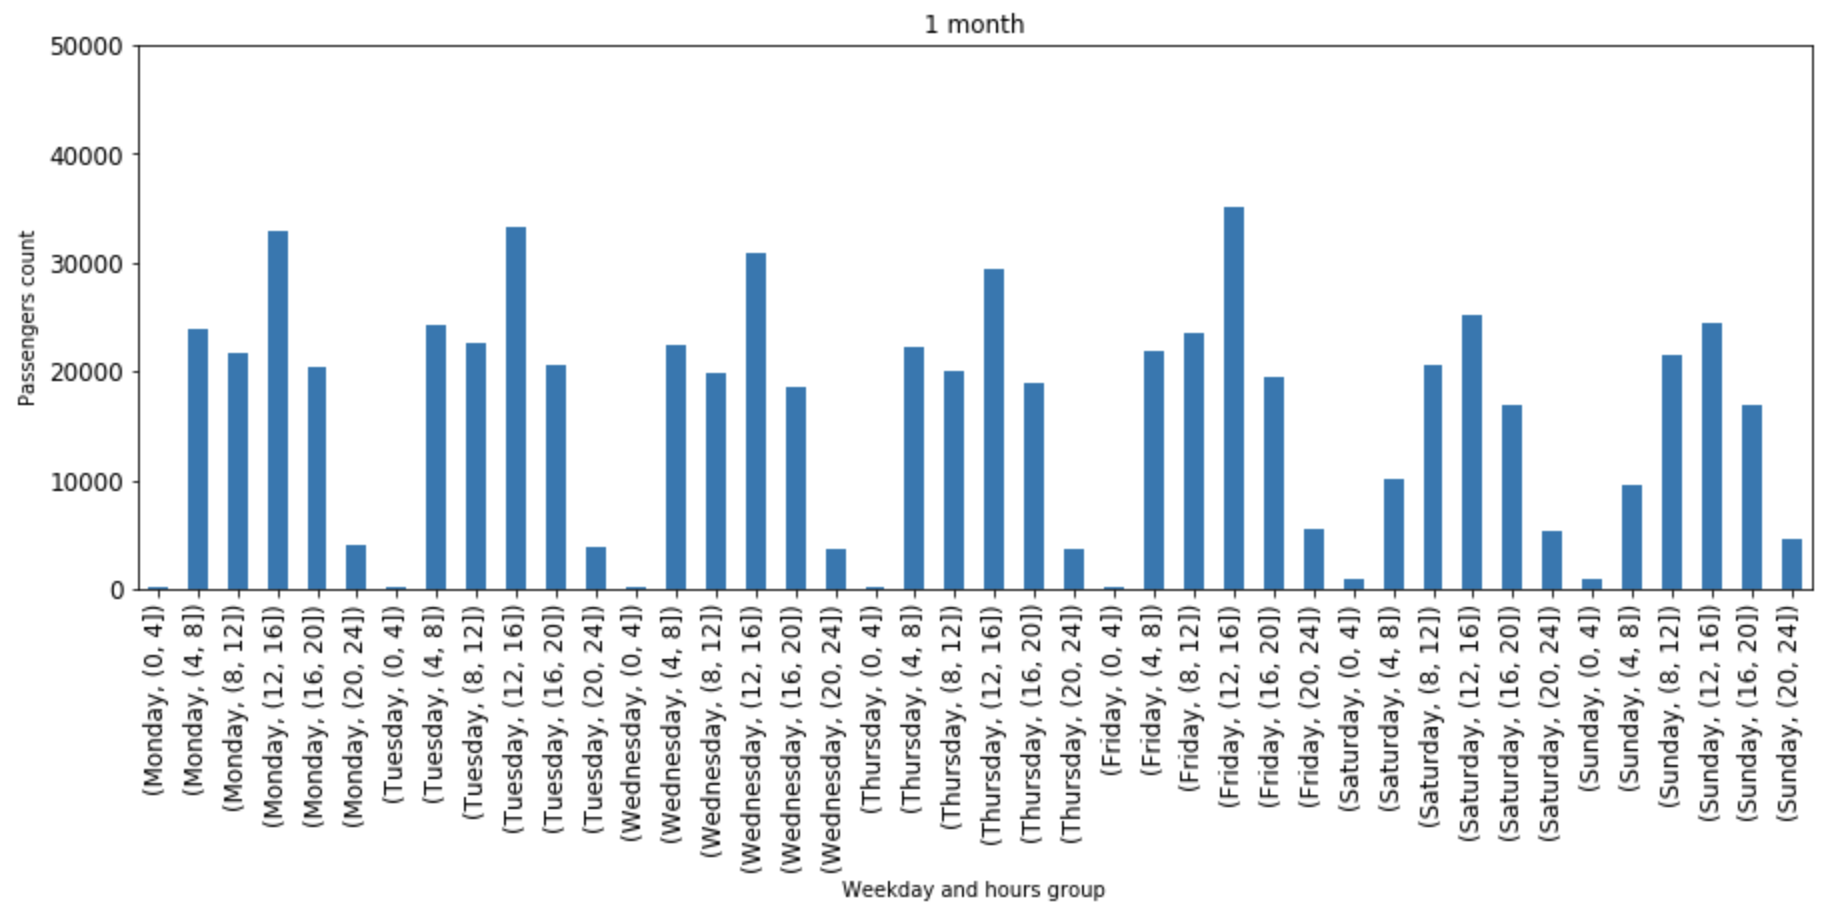 1 month
50000
40000
30000
20000
10000
0
Passengers count
(Monday, (0, 4])
(Monday, (4, 8])
(Monday, (8, 12])
(Monday, (12, 16])
(Monday, (16, 20])
(Monday, (20, 24])
(Tuesday, (0, 4])
(Tuesday, (4, 8])
(Tuesday, (8, 12])
(Tuesday, (12, 16])
(Tuesday, (16, 20])
(Tuesday, (20, 24])
(Wednesday, (0, 4])
(Wednesday, (4, 8])
(Wednesday, (8, 12])
(Wednesday, (12, 16])
(Wednesday, (16, 20])
(Wednesday, (20, 24])
(Thursday, (0, 4])
(Thursday, (4, 8])
(Thursday, (8, 12])
(Thursday, (12, 16])
(Thursday, (16, 20])
(Thursday, (20, 24])
(Friday, (0, 4])
(Friday, (4, 8])
(Friday, (8, 12])
(Friday, (12, 16])
(Friday, (16, 20])
(Friday, (20, 24])
(Saturday, (0, 4])
(Saturday, (4, 8])
(Saturday, (8, 12])
(Saturday, (12, 16])
(Saturday, (16, 20])
(Saturday, (20, 24])
(Sunday, (0, 4])
(Sunday, (4, 8])
(Sunday, (8, 12])
(Sunday, (12, 16])
(Sunday, (16, 20])
(Sunday, (20, 24])
Weekday and hours group